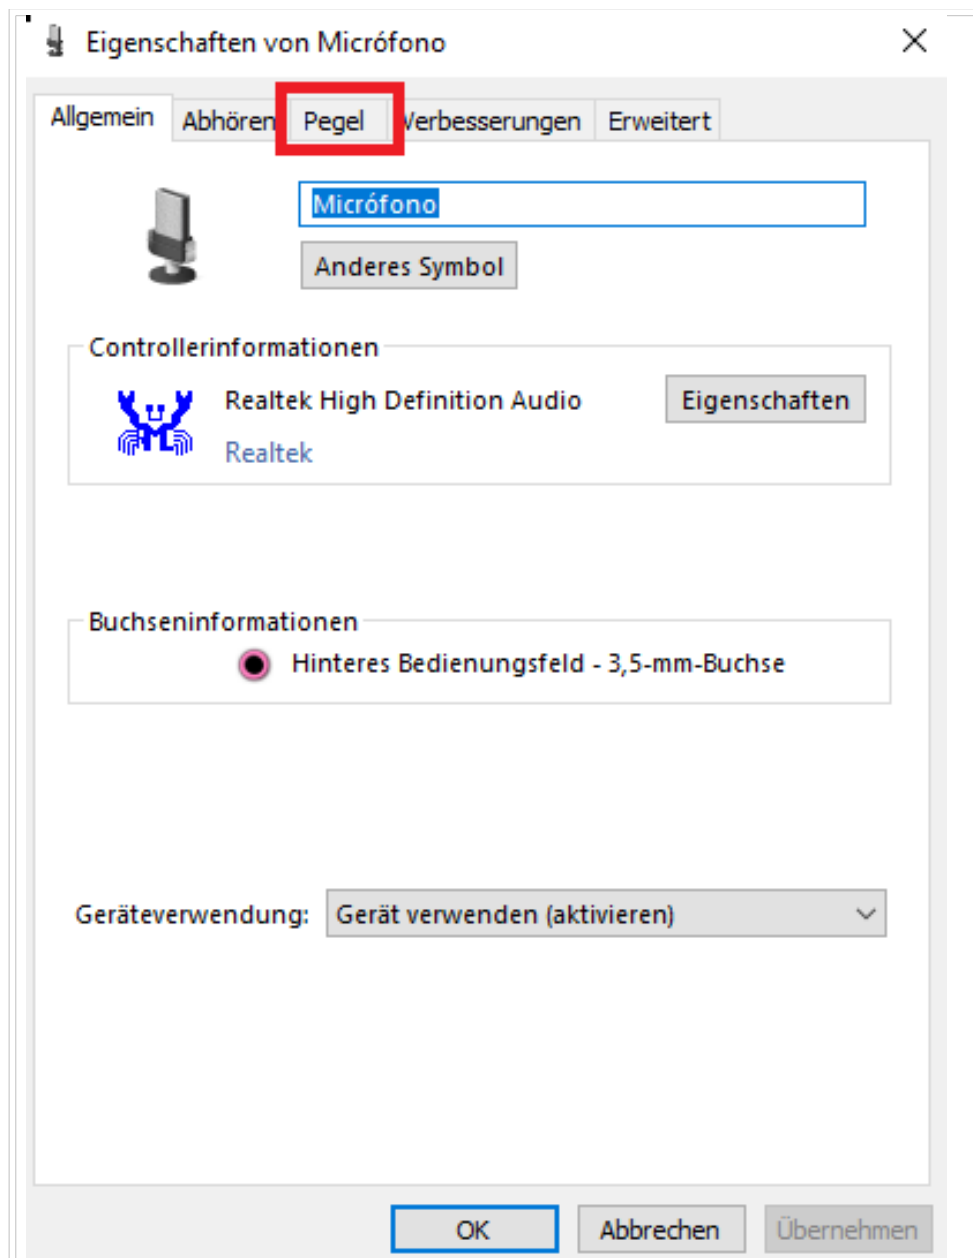 Eigenschaften von Micrófono
Allgemein Abhören Pegel Verbesserungen Erweitert
Micrófono
Anderes Symbol
Controllerinformationen
Realtek High Definition Audio Eigenschaften
Realtek
Buchseninformationen
Hinteres Bedienungsfeld - 3,5-mm-Buchse
Geräteverwendung: Gerät verwenden (aktivieren)
OK Abbrechen Übernehmen